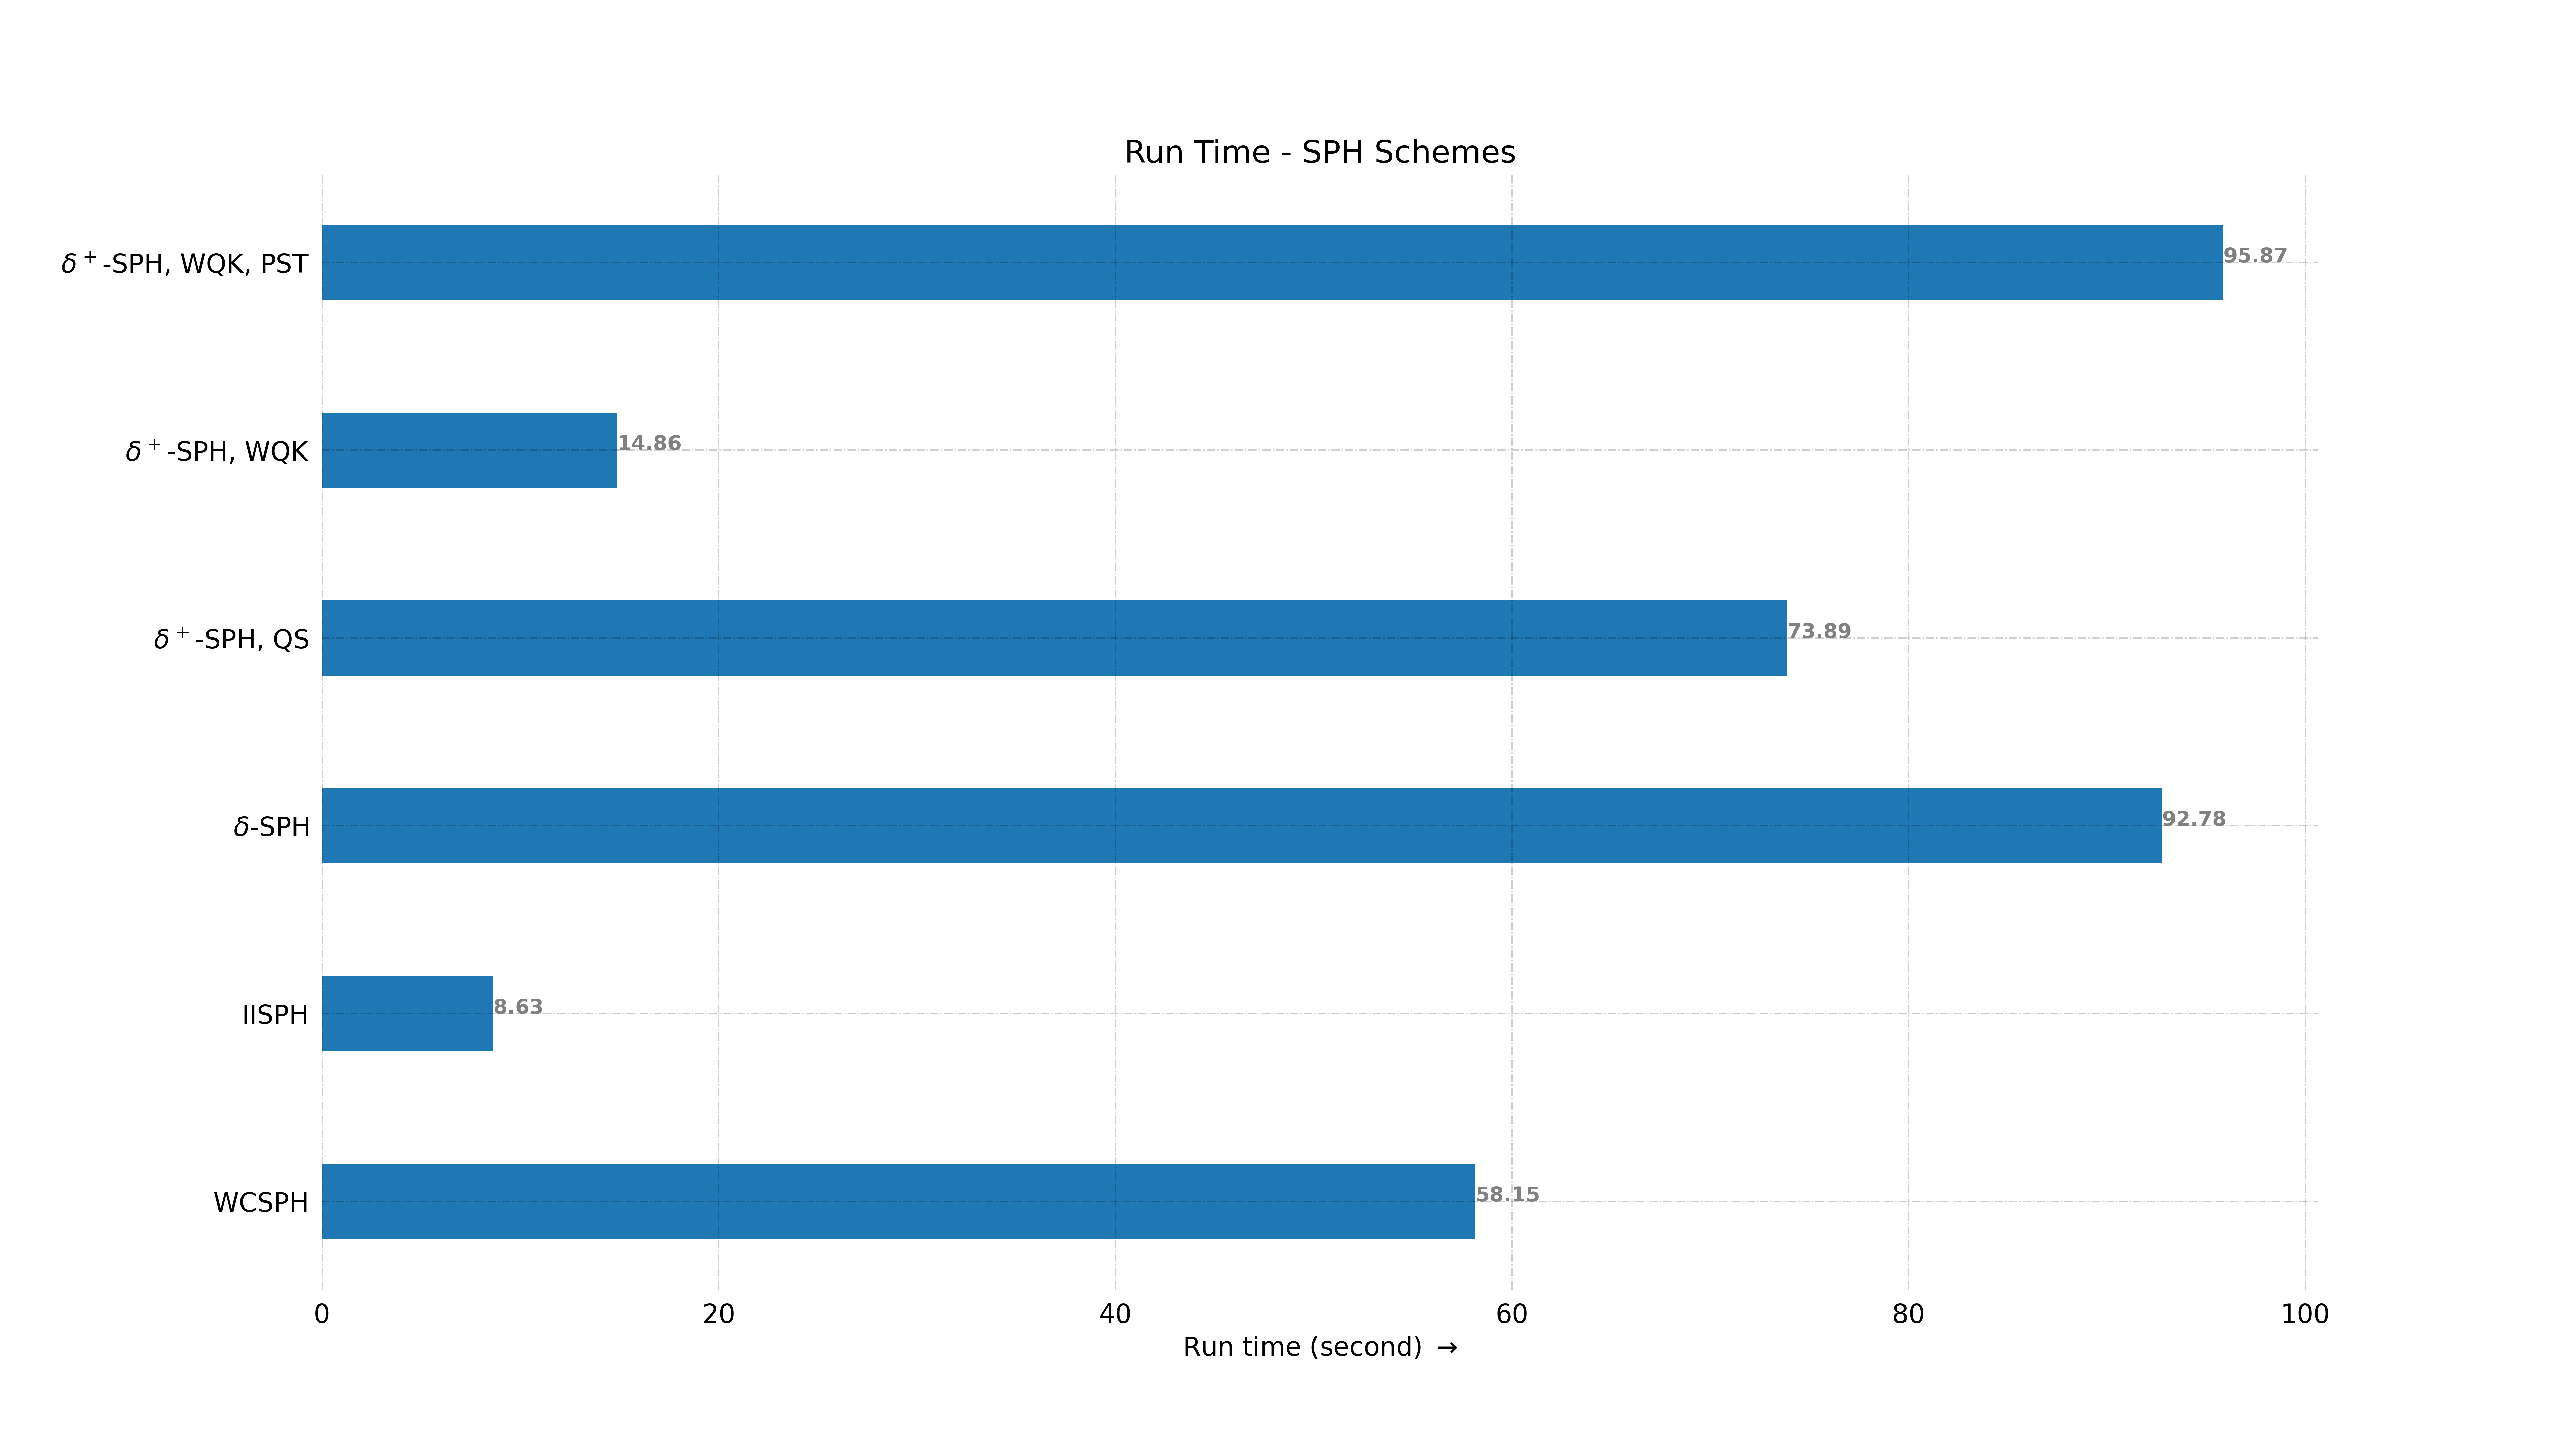 Run Time - SPH Schemes
δ⁺-SPH, WQK, PST
95.87
δ⁺-SPH, WQK
14.86
δ⁺-SPH, QS
73.89
δ-SPH
92.78
IISPH
8.63
WCSPH
58.15
0 20 40 60 80 100
Run time (second) →